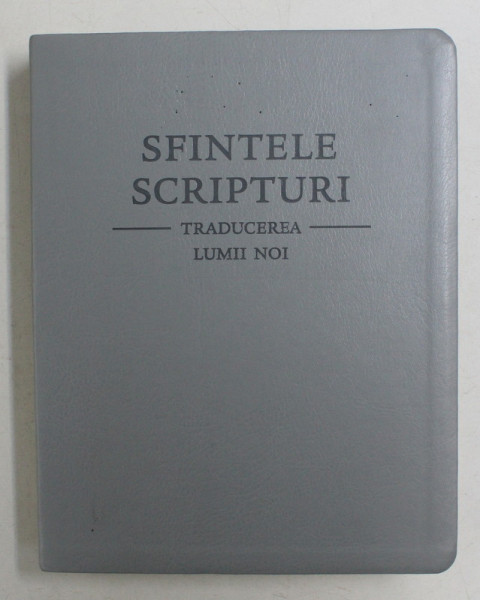 SFINTELE
SCRIPTURI
TRADUCEREA
LUMII NOI